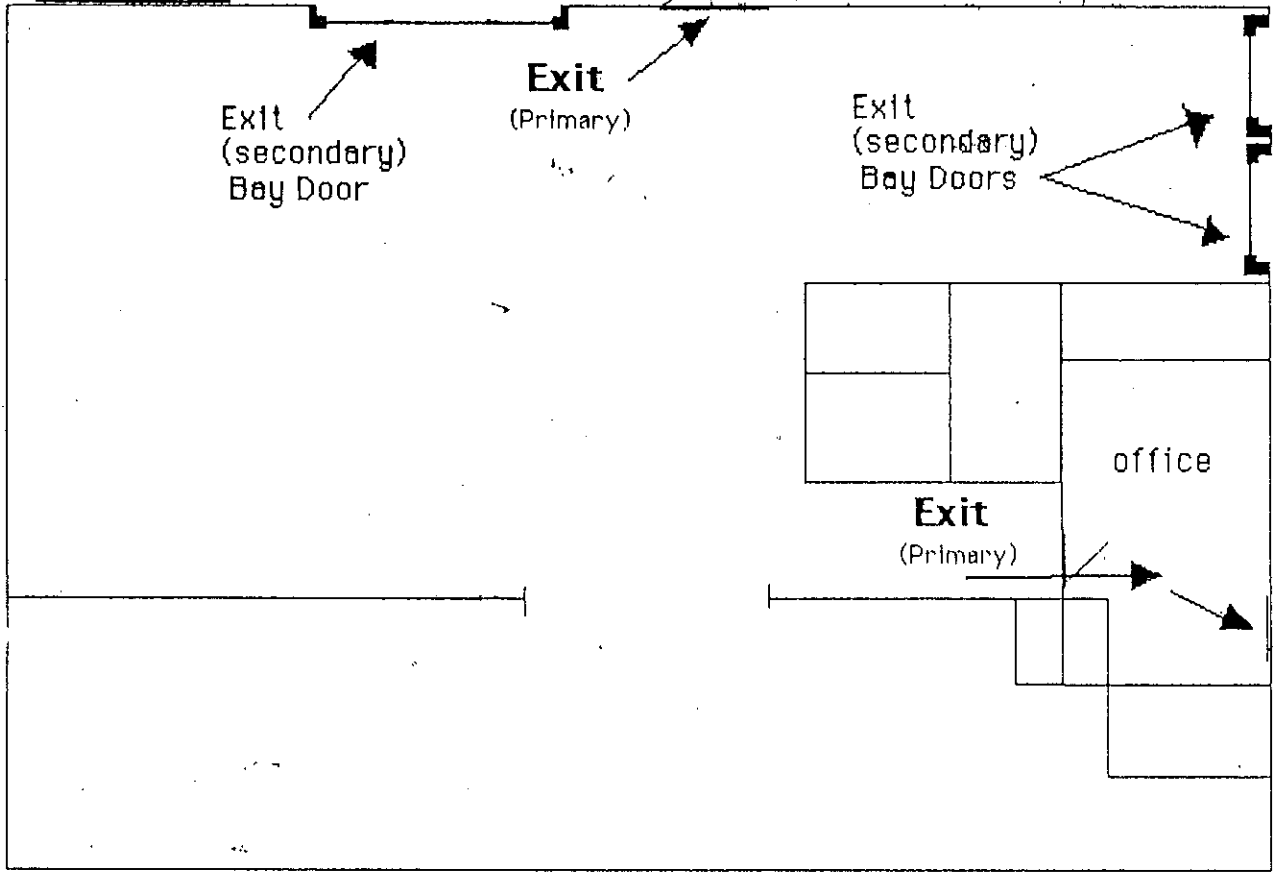 Exit
(Primary)
Exit
(secondary)
Bay Door
Exit
(secondary)
Bay Doors
office
Exit
(Primary)